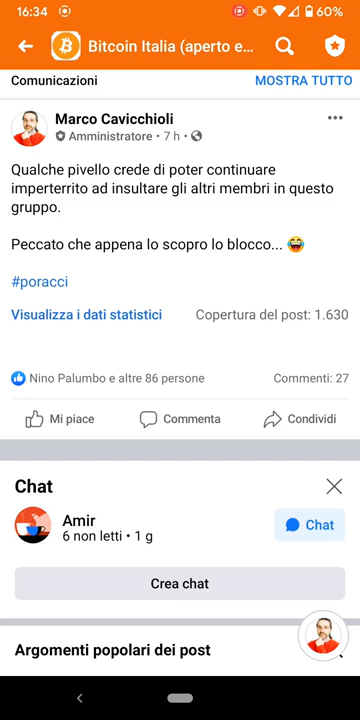 16:34
60%
Bitcoin Italia (aperto e...
Comunicazioni
MOSTRA TUTTO
Marco Cavicchioli
Amministratore • 7 h •
Qualche pivello crede di poter continuare
imperterrito ad insultare gli altri membri in questo
gruppo.
Peccato che appena lo scopro lo blocco... 😂
#poracci
Visualizza i dati statistici
Copertura del post: 1.630
Nino Palumbo e altre 86 persone
Commenti: 27
Mi piace
Commenta
Condividi
Chat
Amir
6 non letti • 1 g
Chat
Crea chat
Argomenti popolari dei post